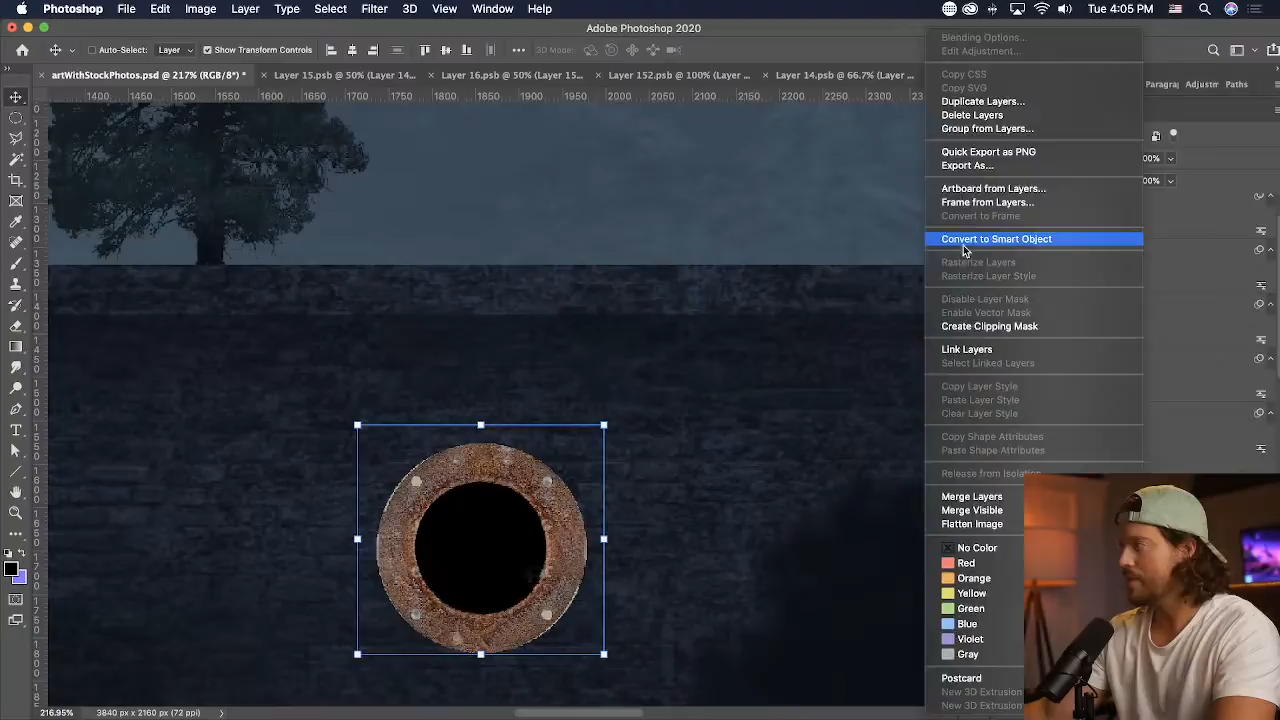 Photoshop File Edit Image Layer Type Select Filter 3D View Window Help Tue 4:05 PM
Adobe Photoshop 2020
Auto-Select: Layer Show Transform Controls 3D Mode:
artWithStockPhotos.psd @ 217% (RGB/8*) * Layer 15.psb @ 50% (Layer 14... Layer 16.psb @ 50% (Layer 15... Layer 152.psb @ 100% (Layer ... Layer 14.psb @ 66.7% (Layer ... Paragra Adjustm Paths
1400 1450 1500 1550 1600 1650 1700 1750 1800 1850 1900 1950 2000 2050 2100 2150 2200 2250 23
Blending Options...
Edit Adjustment...
Copy CSS
Copy SVG
Duplicate Layers...
Delete Layers
Group from Layers...
Quick Export as PNG
Export As...
Artboard from Layers...
Frame from Layers...
Convert to Frame
Convert to Smart Object
Rasterize Layers
Rasterize Layer Style
Disable Layer Mask
Enable Vector Mask
Create Clipping Mask
Link Layers
Select Linked Layers
Copy Layer Style
Paste Layer Style
Clear Layer Style
Copy Shape Attributes
Paste Shape Attributes
Release from Isolation
Merge Layers
Merge Visible
Flatten Image
No Color
Red
Orange
Yellow
Green
Blue
Violet
Gray
Postcard
New 3D Extrusion
New 3D Extrusion
00%
00%
216.95% 3840 px x 2160 px (72 ppi)